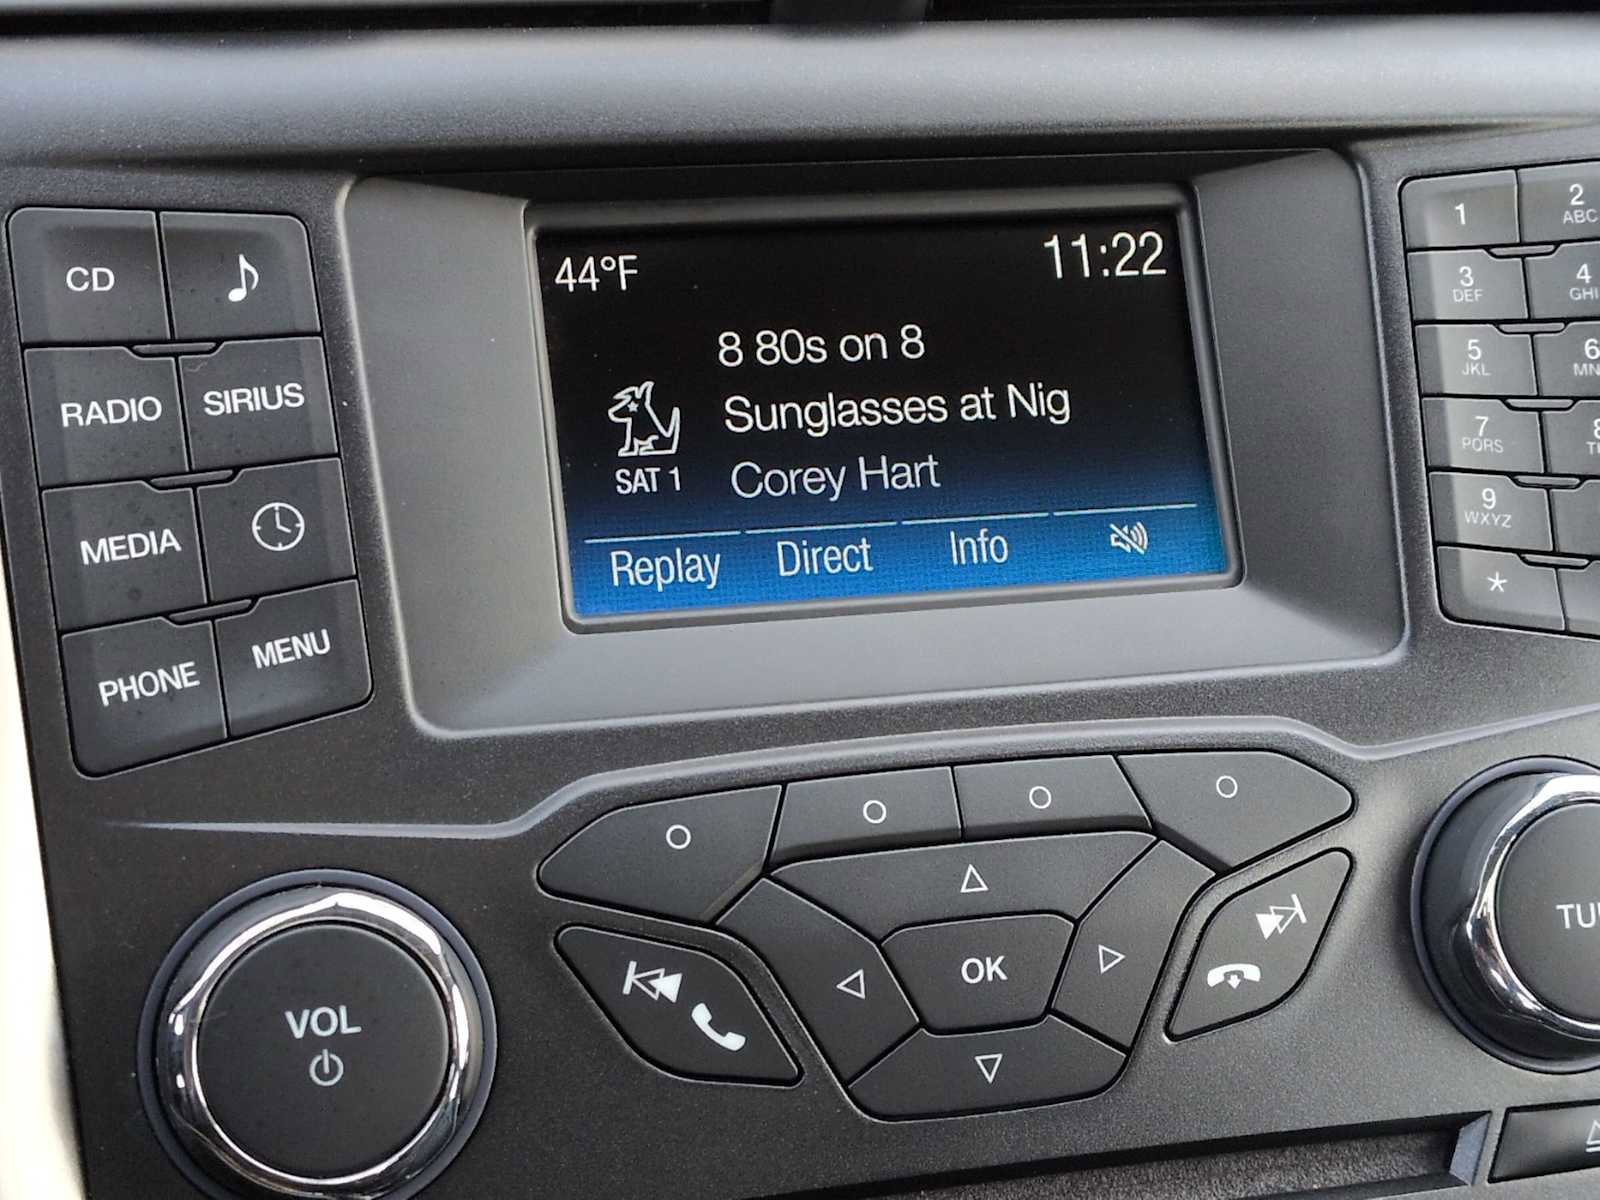 44°F
11:22
8 80s on 8
Sunglasses at Nig
SAT 1
Corey Hart
Replay
Direct
Info
CD
RADIO
SIRIUS
MEDIA
PHONE
MENU
1
2
ABC
3
DEF
4
GHI
5
JKL
6
7
PQRS
8
9
WXYZ
*
VOL
OK